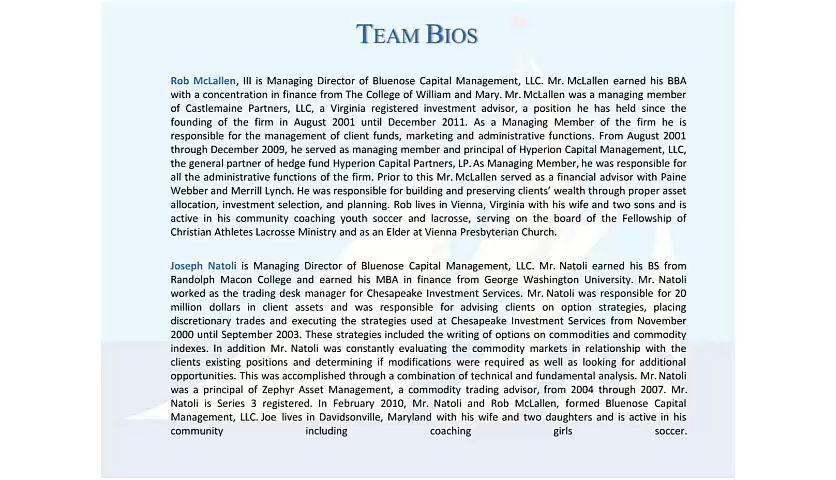 TEAM BIOS
Rob McLallen, III is Managing Director of Bluenose Capital Management, LLC. Mr. McLallen earned his BBA
with a concentration in finance from The College of William and Mary. Mr. McLallen was a managing member
of Castlemaine Partners, LLC, a Virginia registered investment advisor, a position he has held since the
founding of the firm in August 2001 until December 2011. As a Managing Member of the firm he is
responsible for the management of client funds, marketing and administrative functions. From August 2001
through December 2009, he served as managing member and principal of Hyperion Capital Management, LLC,
the general partner of hedge fund Hyperion Capital Partners, LP. As Managing Member, he was responsible for
all the administrative functions of the firm. Prior to this Mr. McLallen served as a financial advisor with Paine
Webber and Merrill Lynch. He was responsible for building and preserving clients' wealth through proper asset
allocation, investment selection, and planning. Rob lives in Vienna, Virginia with his wife and two sons and is
active in his community coaching youth soccer and lacrosse, serving on the board of the Fellowship of
Christian Athletes Lacrosse Ministry and as an Elder at Vienna Presbyterian Church.
Joseph Natoli is Managing Director of Bluenose Capital Management, LLC. Mr. Natoli earned his BS from
Randolph Macon College and earned his MBA in finance from George Washington University. Mr. Natoli
worked as the trading desk manager for Chesapeake Investment Services. Mr. Natoli was responsible for 20
million dollars in client assets and was responsible for advising clients on option strategies, placing
discretionary trades and executing the strategies used at Chesapeake Investment Services from November
2000 until September 2003. These strategies included the writing of options on commodities and commodity
indexes. In addition Mr. Natoli was constantly evaluating the commodity markets in relationship with the
clients existing positions and determining if modifications were required as well as looking for additional
opportunities. This was accomplished through a combination of technical and fundamental analysis. Mr. Natoli
was a principal of Zephyr Asset Management, a commodity trading advisor, from 2004 through 2007. Mr.
Natoli is Series 3 registered. In February 2010, Mr. Natoli and Rob McLallen, formed Bluenose Capital
Management, LLC. Joe lives in Davidsonville, Maryland with his wife and two daughters and is active in his
community including coaching girls soccer.